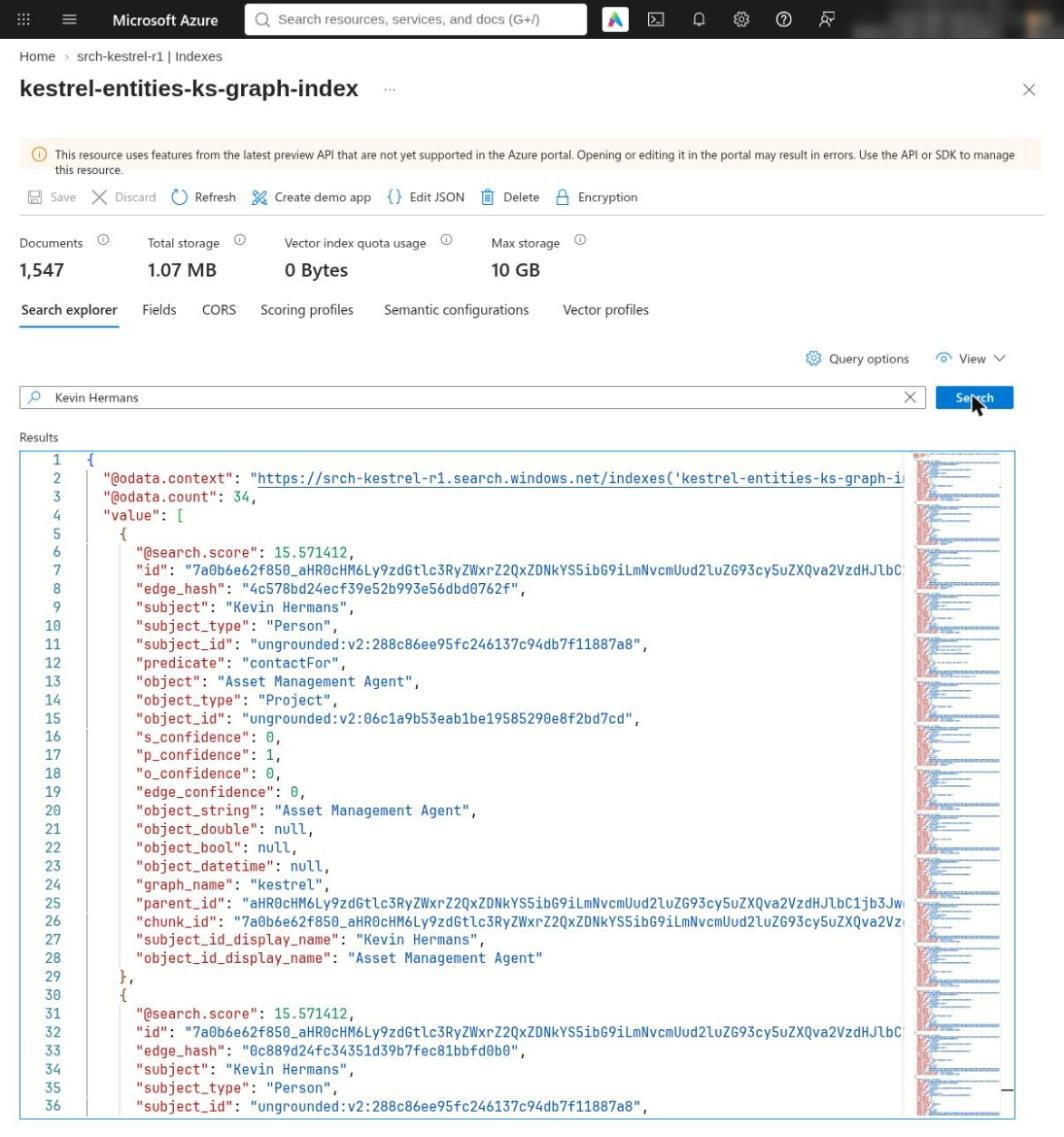 Microsoft Azure
Search resources, services, and docs (G+/)
Home › srch-kestrel-r1 | Indexes
kestrel-entities-ks-graph-index ...
This resource uses features from the latest preview API that are not yet supported in the Azure portal. Opening or editing it in the portal may result in errors. Use the API or SDK to manage
this resource.
Save Discard Refresh Create demo app Edit JSON Delete Encryption
Documents Total storage Vector index quota usage Max storage
1,547 1.07 MB 0 Bytes 10 GB
Search explorer Fields CORS Scoring profiles Semantic configurations Vector profiles
Query options View
Kevin Hermans Search
Results
1 {
2 "@odata.context": "https://srch-kestrel-r1.search.windows.net/indexes('kestrel-entities-ks-graph-i
3 "@odata.count": 34,
4 "value": [
5 {
6 "@search.score": 15.571412,
7 "id": "7a0b6e62f850_aHR0cHM6Ly9zdGtlc3RyZWxrZ2QxZDNkYS5ibG9iLmNvcmUud2luZG93cy5uZXQva2VzdHJlbC
8 "edge_hash": "4c578bd24ecf39e52b993e56dbd0762f",
9 "subject": "Kevin Hermans",
10 "subject_type": "Person",
11 "subject_id": "ungrounded:v2:288c86ee95fc246137c94db7f11887a8",
12 "predicate": "contactFor",
13 "object": "Asset Management Agent",
14 "object_type": "Project",
15 "object_id": "ungrounded:v2:06c1a9b53eab1be19585290e8f2bd7cd",
16 "s_confidence": 0,
17 "p_confidence": 1,
18 "o_confidence": 0,
19 "edge_confidence": 0,
20 "object_string": "Asset Management Agent",
21 "object_double": null,
22 "object_bool": null,
23 "object_datetime": null,
24 "graph_name": "kestrel",
25 "parent_id": "aHR0cHM6Ly9zdGtlc3RyZWxrZ2QxZDNkYS5ibG9iLmNvcmUud2luZG93cy5uZXQva2VzdHJlbC1jb3Jw
26 "chunk_id": "7a0b6e62f850_aHR0cHM6Ly9zdGtlc3RyZWxrZ2QxZDNkYS5ibG9iLmNvcmUud2luZG93cy5uZXQva2Vz
27 "subject_id_display_name": "Kevin Hermans",
28 "object_id_display_name": "Asset Management Agent"
29 },
30 {
31 "@search.score": 15.571412,
32 "id": "7a0b6e62f850_aHR0cHM6Ly9zdGtlc3RyZWxrZ2QxZDNkYS5ibG9iLmNvcmUud2luZG93cy5uZXQva2VzdHJlbC
33 "edge_hash": "0c889d24fc34351d39b7fec81bbfd0b0",
34 "subject": "Kevin Hermans",
35 "subject_type": "Person",
36 "subject_id": "ungrounded:v2:288c86ee95fc246137c94db7f11887a8",